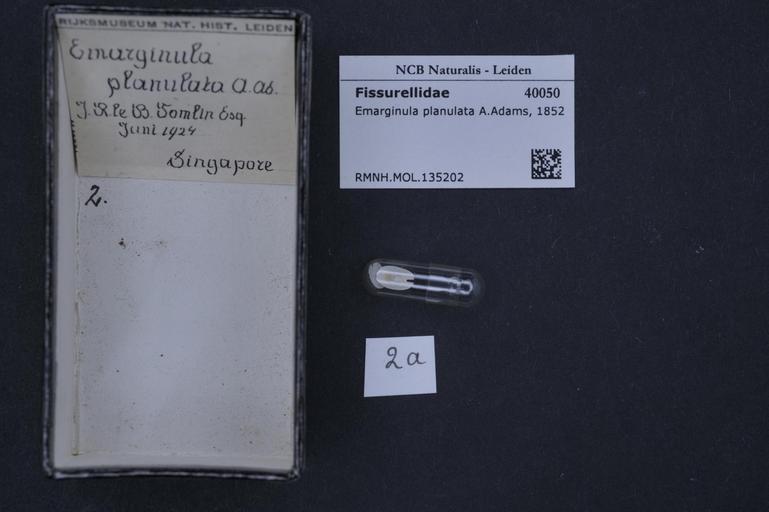 RIJKSMUSEUM NAT. HIST. LEIDEN
Emarginula
planulata A.ad.
J. R. le B. Tomlin Esq
Juni 1924
Singapore
2.
NCB Naturalis - Leiden
Fissurellidae 40050
Emarginula planulata A.Adams, 1852
RMNH.MOL.135202
2a